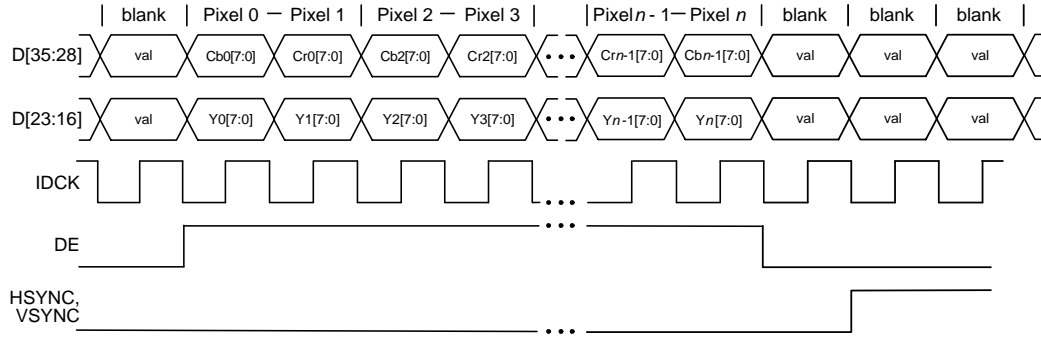 blank Pixel 0 — Pixel 1 Pixel 2 — Pixel 3 Pixel n - 1 — Pixel n blank blank blank
D[35:28] val Cb0[7:0] Cr0[7:0] Cb2[7:0] Cr2[7:0] ••• Crn-1[7:0] Cbn-1[7:0] val val val
D[23:16] val Y0[7:0] Y1[7:0] Y2[7:0] Y3[7:0] ••• Yn-1[7:0] Yn[7:0] val val val
IDCK •••
DE •••
HSYNC,
VSYNC •••